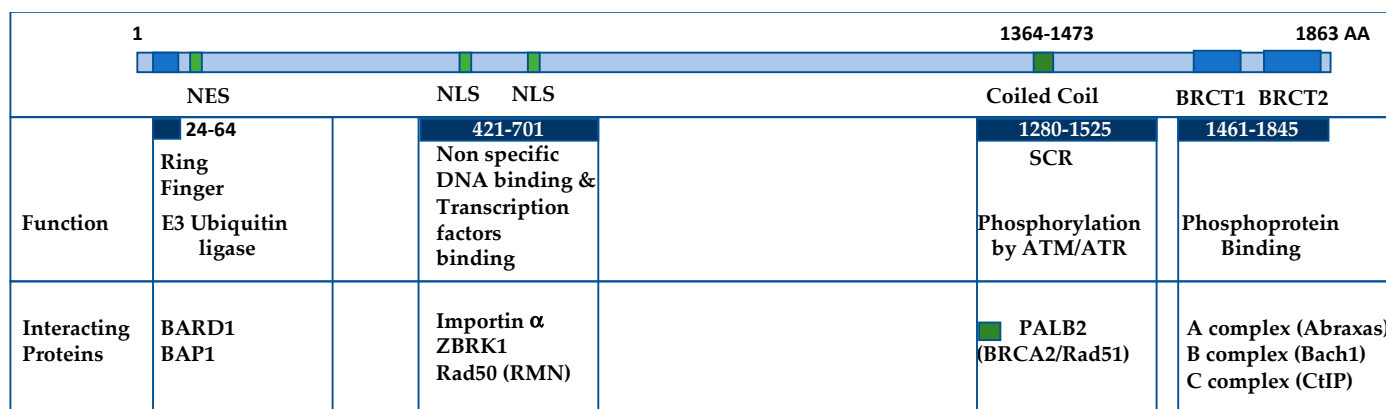 1 1364-1473 1863 AA
NES NLS NLS Coiled Coil BRCT1 BRCT2
24-64 421-701 1280-1525 1461-1845
Function
Ring
Finger
E3 Ubiquitin
ligase
Non specific
DNA binding &
Transcription
factors
binding
SCR
Phosphorylation
by ATM/ATR
Phosphoprotein
Binding
Interacting
Proteins
BARD1
BAP1
Importin α
ZBRK1
Rad50 (RMN)
PALB2
(BRCA2/Rad51)
A complex (Abraxas)
B complex (Bach1)
C complex (CtIP)